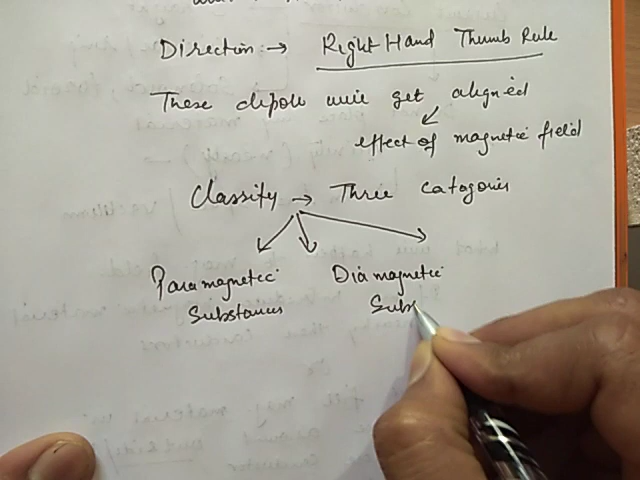 Direction :→ Right Hand Thumb Rule
These dipole will get aligned
effect of magnetic field
Classify → Three catagories
Paramagnetic Diamagnetic
Substances Subs